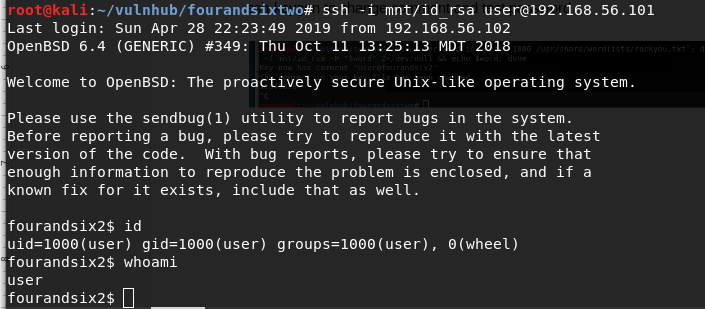 root@kali:~/vulnhub/fourandsixtwo# ssh -i mnt/id_rsa user@192.168.56.101
Last login: Sun Apr 28 22:23:49 2019 from 192.168.56.102
OpenBSD 6.4 (GENERIC) #349: Thu Oct 11 13:25:13 MDT 2018
Welcome to OpenBSD: The proactively secure Unix-like operating system.
Please use the sendbug(1) utility to report bugs in the system.
Before reporting a bug, please try to reproduce it with the latest
version of the code.  With bug reports, please try to ensure that
enough information to reproduce the problem is enclosed, and if a
known fix for it exists, include that as well.
fourandsix2$ id
uid=1000(user) gid=1000(user) groups=1000(user), 0(wheel)
fourandsix2$ whoami
user
fourandsix2$